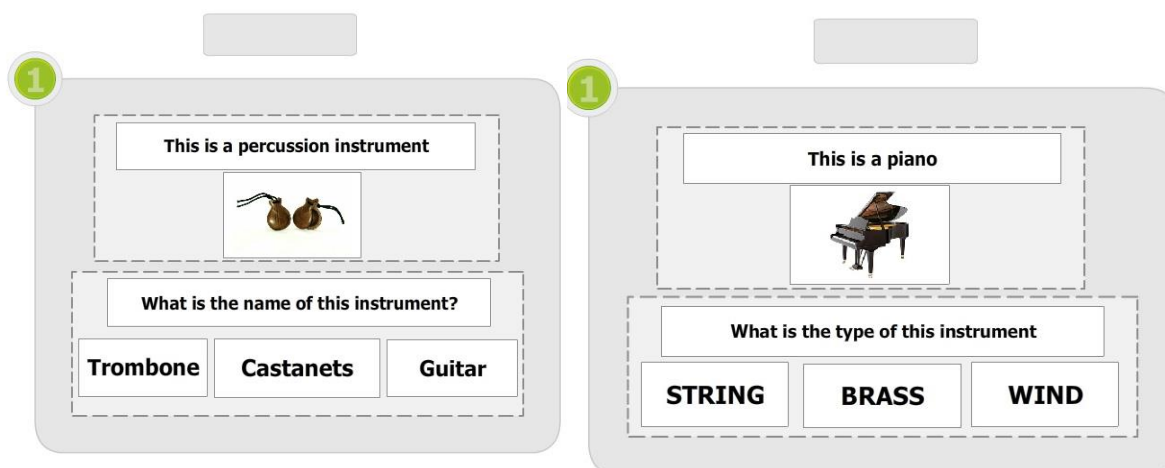 1
This is a percussion instrument
What is the name of this instrument?
Trombone Castanets Guitar
1
This is a piano
What is the type of this instrument
STRING BRASS WIND